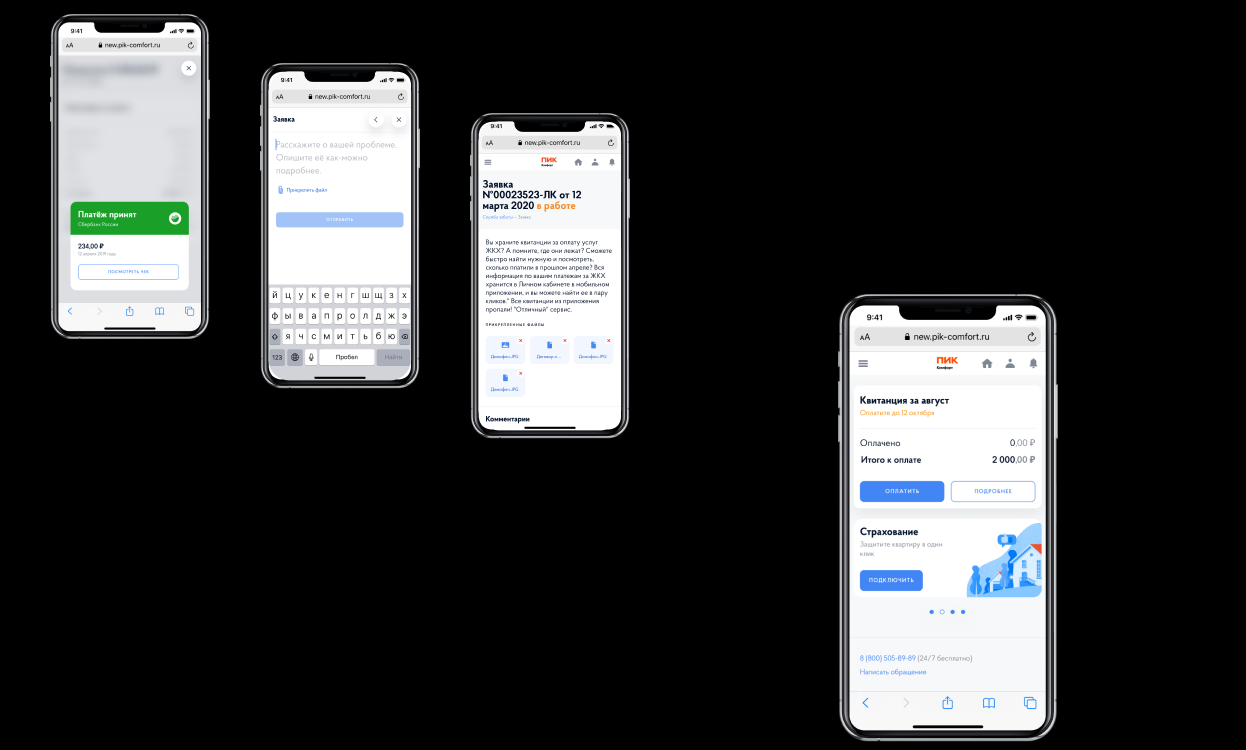 9:41
AA new.pik-comfort.ru
Платёж принят
Сбербанк России
234,00 ₽
12 апреля 2019 года
ПОСМОТРЕТЬ ЧЕК
9:41
AA new.pik-comfort.ru
Заявка
Расскажите о вашей проблеме.
Опишите её как-можно
подробнее.
Прикрепить файл
ОТПРАВИТЬ
й ц у к е н г ш щ з х
ф ы в а п р о л д ж э
я ч с м и т ь б ю
123 Пробел Найти
9:41
AA new.pik-comfort.ru
ПИК
Комфорт
Заявка
№00023523-ЛК от 12
марта 2020 в работе
Служба заботы – Заявка
Вы храните квитанции за оплату услуг
ЖКХ? А помните, где они лежат? Сможете
быстро найти нужную и посмотреть,
сколько платили в прошлом апреле? Вся
информация по вашим платежам за ЖКХ
хранится в Личном кабинете в мобильном
приложении, и вы можете найти ее в пару
кликов." Все квитанции из приложения
пропали! "Отличный" сервис.
ПРИКРЕПЛЕННЫЕ ФАЙЛЫ
Домофон.JPG Договор о... Домофон.JPG
Домофон.JPG
Комментарии
9:41
AA new.pik-comfort.ru
ПИК
Комфорт
Квитанция за август
Оплатите до 12 октября
Оплачено 0,00 ₽
Итого к оплате 2 000,00 ₽
ОПЛАТИТЬ ПОДРОБНЕЕ
Страхование
Защитите квартиру в один
клик
ПОДКЛЮЧИТЬ
8 (800) 505-89-89 (24/7 бесплатно)
Написать обращение